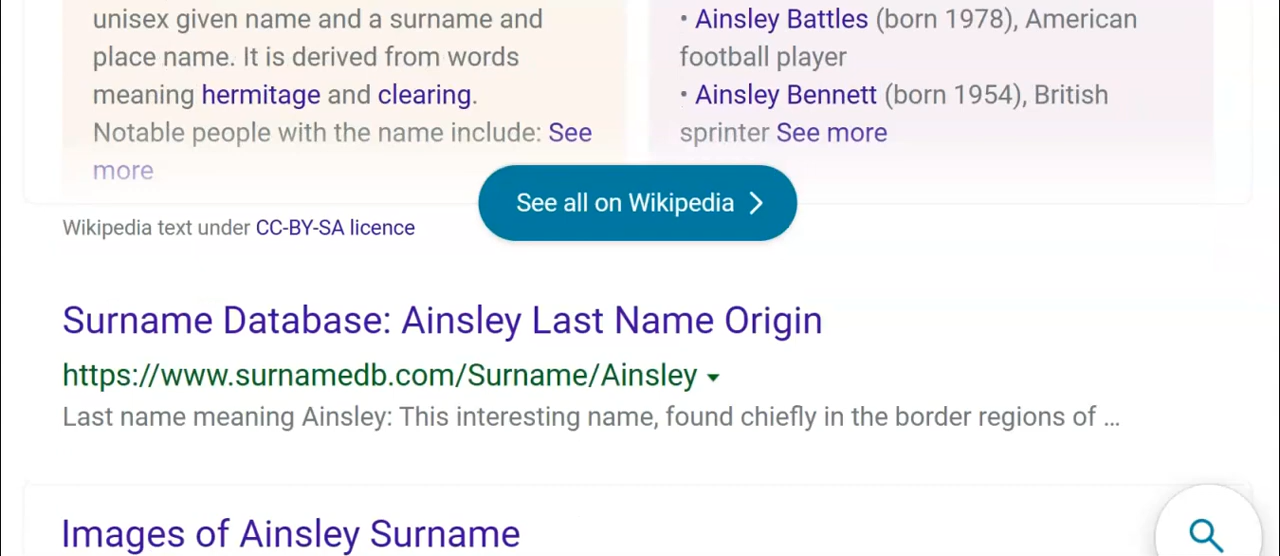 unisex given name and a surname and
place name. It is derived from words
meaning hermitage and clearing.
Notable people with the name include: See
more
• Ainsley Battles (born 1978), American
football player
• Ainsley Bennett (born 1954), British
sprinter See more
See all on Wikipedia
Wikipedia text under CC-BY-SA licence
Surname Database: Ainsley Last Name Origin
https://www.surnamedb.com/Surname/Ainsley
Last name meaning Ainsley: This interesting name, found chiefly in the border regions of ...
Images of Ainsley Surname